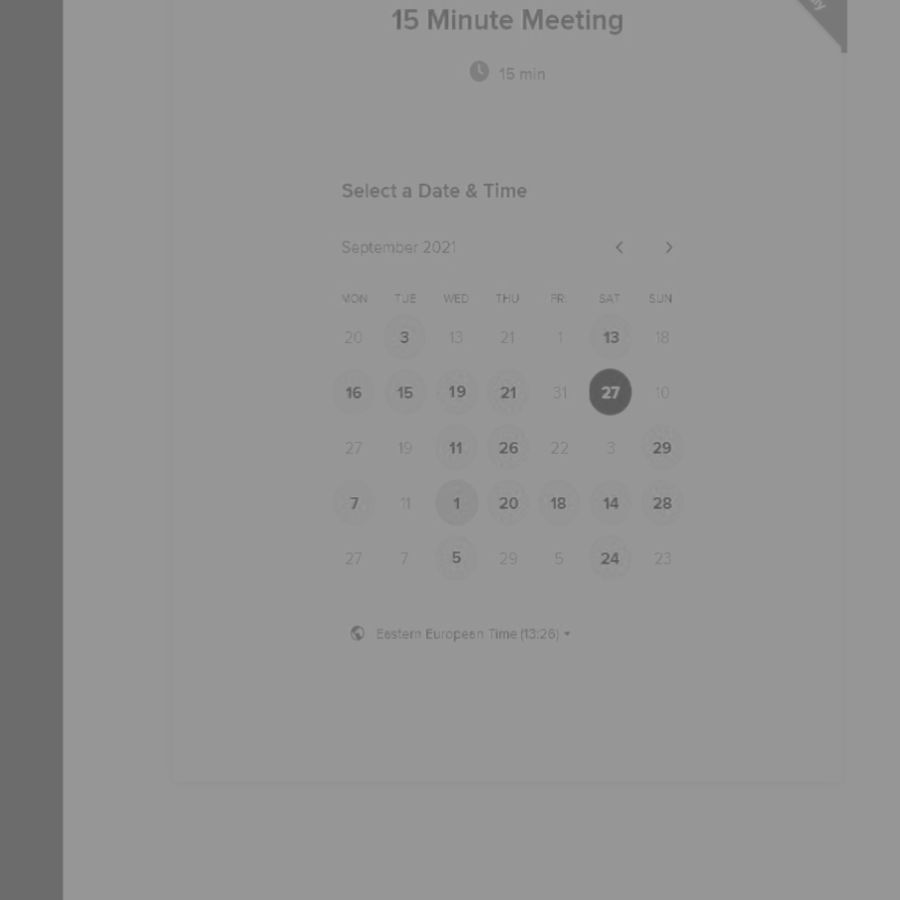 15 Minute Meeting
15 min
Select a Date & Time
September 2021
MON TUE WED THU FRI SAT SUN
20 3 13 21 1 13 18
16 15 19 21 31 27 10
27 19 11 26 22 3 29
7 11 1 20 18 14 28
27 7 5 29 5 24 23
Eastern European Time (13:26)